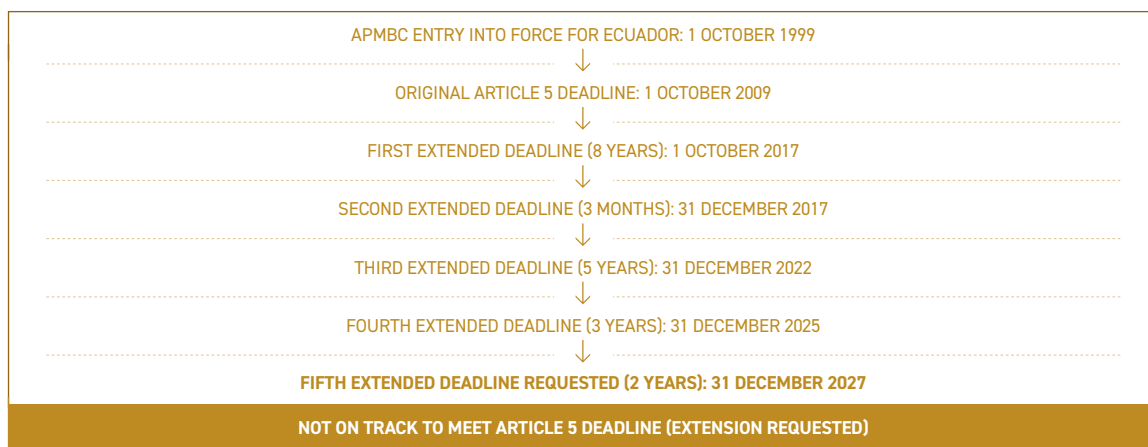 APMBC ENTRY INTO FORCE FOR ECUADOR: 1 OCTOBER 1999
ORIGINAL ARTICLE 5 DEADLINE: 1 OCTOBER 2009
FIRST EXTENDED DEADLINE (8 YEARS): 1 OCTOBER 2017
SECOND EXTENDED DEADLINE (3 MONTHS): 31 DECEMBER 2017
THIRD EXTENDED DEADLINE (5 YEARS): 31 DECEMBER 2022
FOURTH EXTENDED DEADLINE (3 YEARS): 31 DECEMBER 2025
FIFTH EXTENDED DEADLINE REQUESTED (2 YEARS): 31 DECEMBER 2027
NOT ON TRACK TO MEET ARTICLE 5 DEADLINE (EXTENSION REQUESTED)